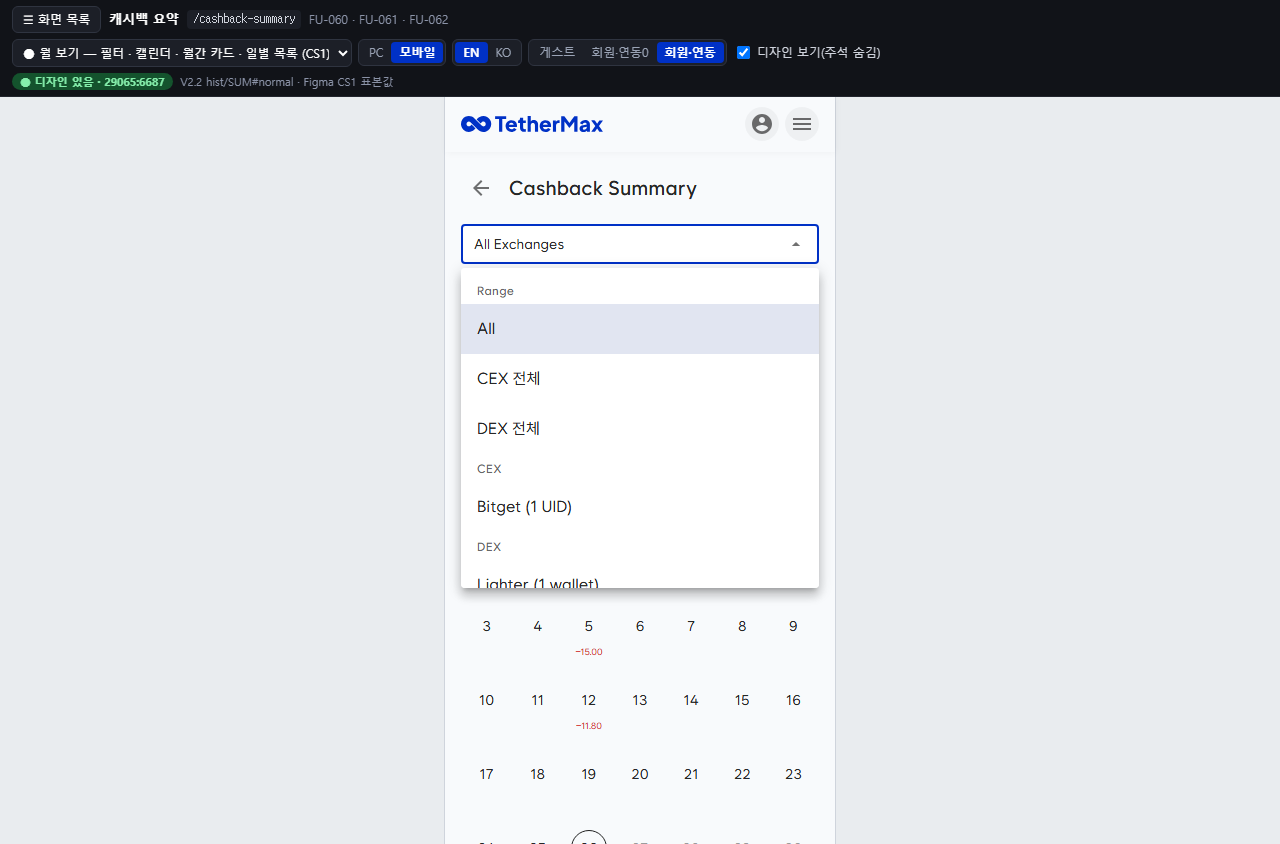 ☰ 화면 목록 캐시백 요약 /cashback-summary FU-060 · FU-061 · FU-062
● 월 보기 — 필터 · 캘린더 · 월간 카드 · 일별 목록 (CS1) PC 모바일 EN KO 게스트 회원·연동0 회원·연동 디자인 보기(주석 숨김)
● 디자인 있음 · 29065:6687 V2.2 hist/SUM#normal · Figma CS1 표본값
TetherMax
Cashback Summary
All Exchanges
Range
All
CEX 전체
DEX 전체
CEX
Bitget (1 UID)
DEX
Lighter (1 wallet)
3 4 5 6 7 8 9
−15.00
10 11 12 13 14 15 16
−11.80
17 18 19 20 21 22 23